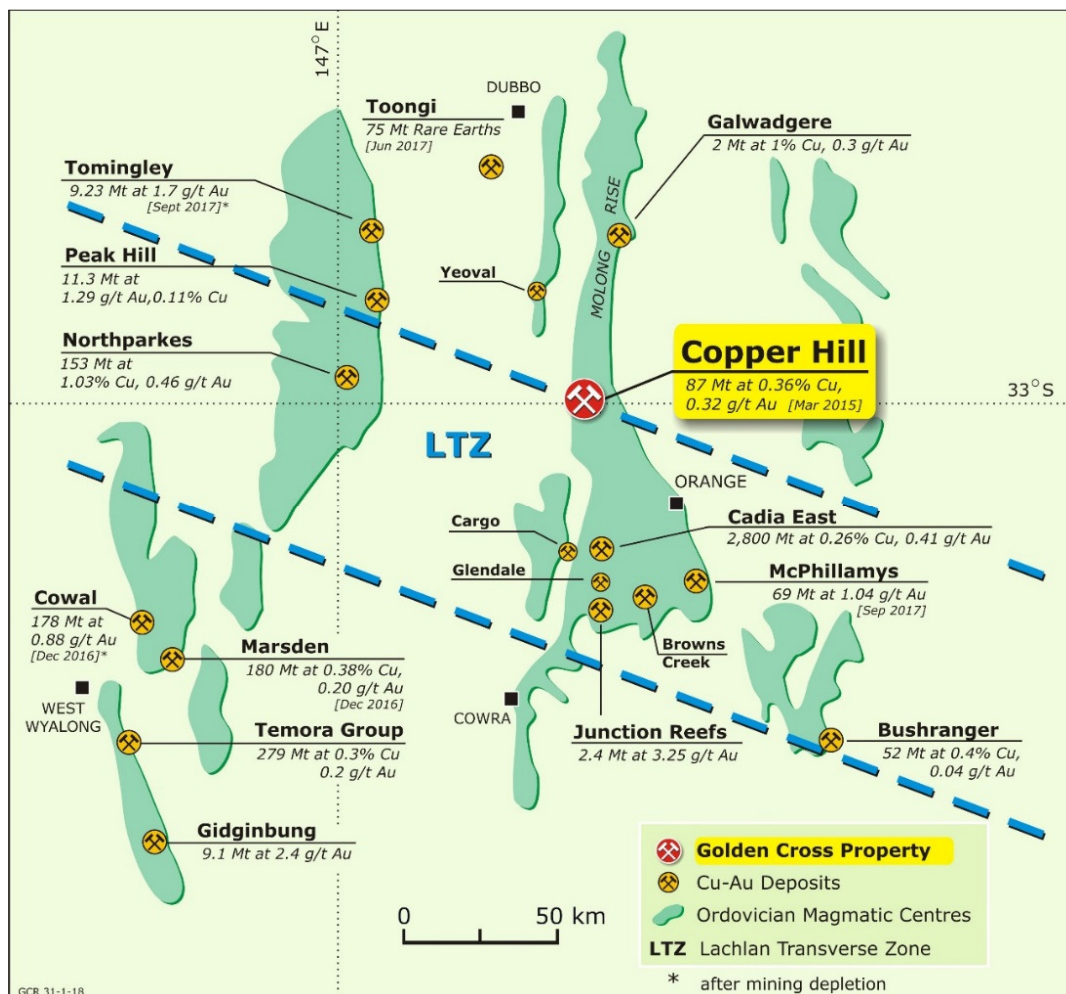 147° E
DUBBO
Toongi
75 Mt Rare Earths
[Jun 2017]
Galwadgere
2 Mt at 1% Cu, 0.3 g/t Au
Tomingley
9.23 Mt at 1.7 g/t Au
[Sept 2017]*
MOLONG RISE
Peak Hill
11.3 Mt at
1.29 g/t Au,0.11% Cu
Yeoval
Northparkes
153 Mt at
1.03% Cu, 0.46 g/t Au
Copper Hill
87 Mt at 0.36% Cu,
0.32 g/t Au [Mar 2015]
33°S
LTZ
ORANGE
Cargo
Cadia East
2,800 Mt at 0.26% Cu, 0.41 g/t Au
Glendale
McPhillamys
69 Mt at 1.04 g/t Au
[Sep 2017]
Cowal
178 Mt at
0.88 g/t Au
[Dec 2016]*
Marsden
180 Mt at 0.38% Cu,
0.20 g/t Au
[Dec 2016]
Browns
Creek
WEST
WYALONG
COWRA
Temora Group
279 Mt at 0.3% Cu
0.2 g/t Au
Junction Reefs
2.4 Mt at 3.25 g/t Au
Bushranger
52 Mt at 0.4% Cu,
0.04 g/t Au
Gidginbung
9.1 Mt at 2.4 g/t Au
0 50 km
Golden Cross Property
Cu-Au Deposits
Ordovician Magmatic Centres
LTZ Lachlan Transverse Zone
* after mining depletion
GCR 31-1-18